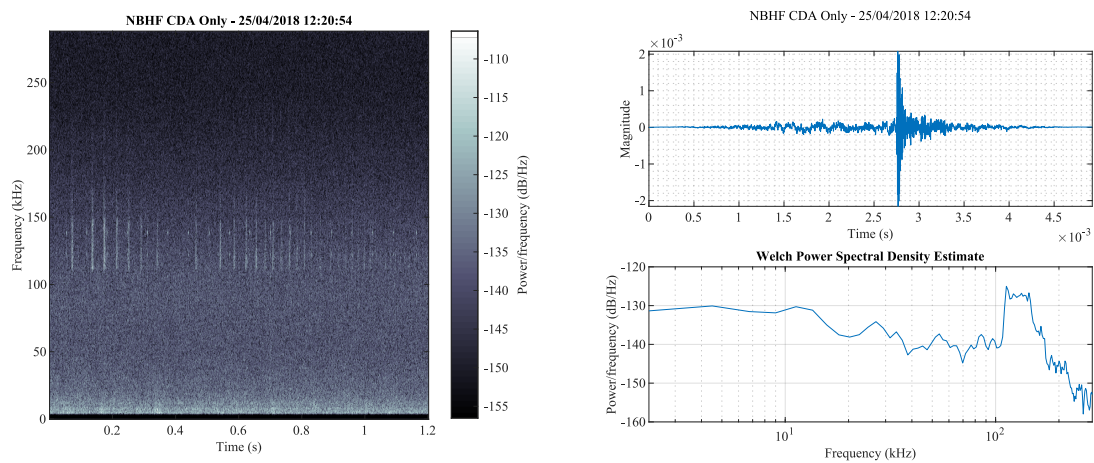 NBHF CDA Only - 25/04/2018 12:20:54
250
200
150
100
50
0
Frequency (kHz)
0.2 0.4 0.6 0.8 1 1.2
Time (s)
-110
-115
-120
-125
-130
-135
-140
-145
-150
-155
Power/frequency (dB/Hz)
NBHF CDA Only - 25/04/2018 12:20:54
×10⁻³
2
1
0
-1
-2
Magnitude
0 0.5 1 1.5 2 2.5 3 3.5 4 4.5
Time (s)
×10⁻³
Welch Power Spectral Density Estimate
-120
-130
-140
-150
-160
Power/frequency (dB/Hz)
10¹ 10²
Frequency (kHz)